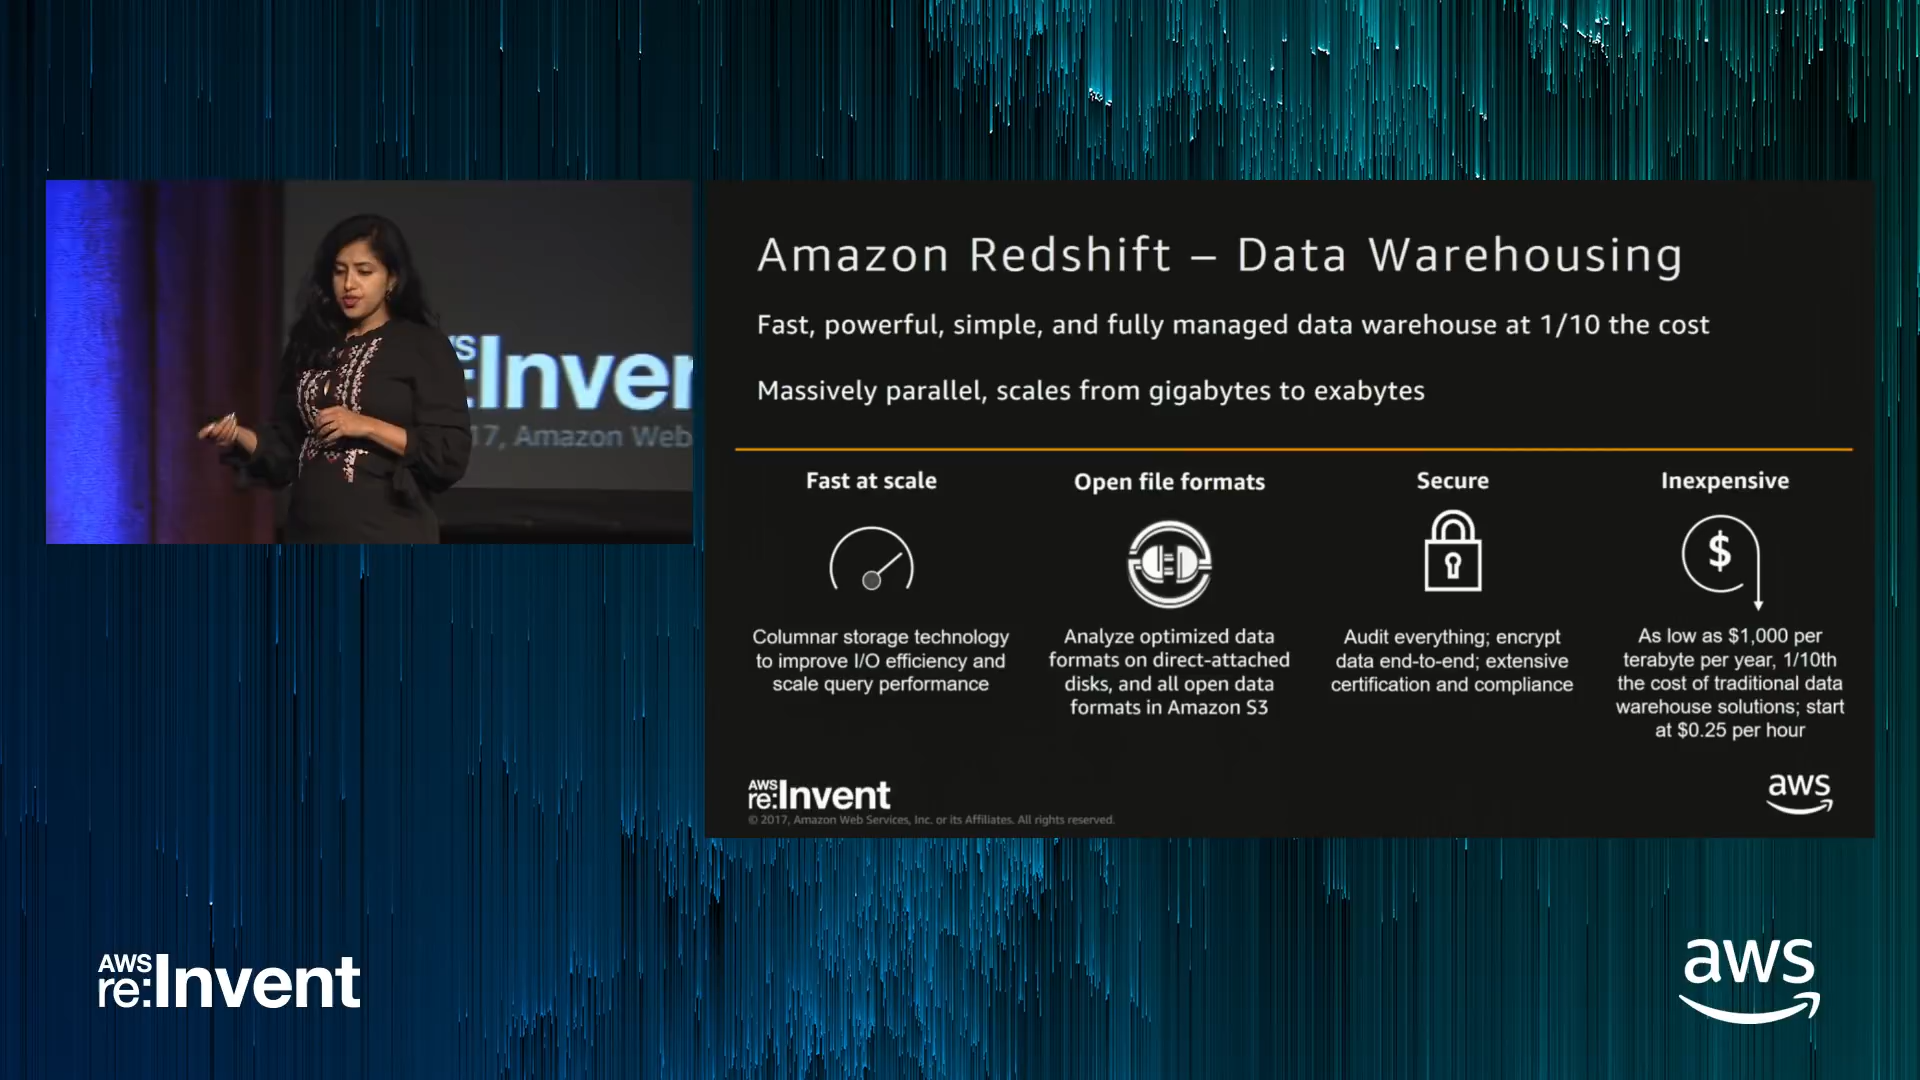 :Inven
17, Amazon Web
Amazon Redshift – Data Warehousing
Fast, powerful, simple, and fully managed data warehouse at 1/10 the cost
Massively parallel, scales from gigabytes to exabytes
Fast at scale
Columnar storage technology
to improve I/O efficiency and
scale query performance
Open file formats
Analyze optimized data
formats on direct-attached
disks, and all open data
formats in Amazon S3
Secure
Audit everything; encrypt
data end-to-end; extensive
certification and compliance
Inexpensive
$
As low as $1,000 per
terabyte per year, 1/10th
the cost of traditional data
warehouse solutions; start
at $0.25 per hour
AWS
re:Invent
© 2017, Amazon Web Services, Inc. or its Affiliates. All rights reserved.
aws
AWS
re:Invent
aws